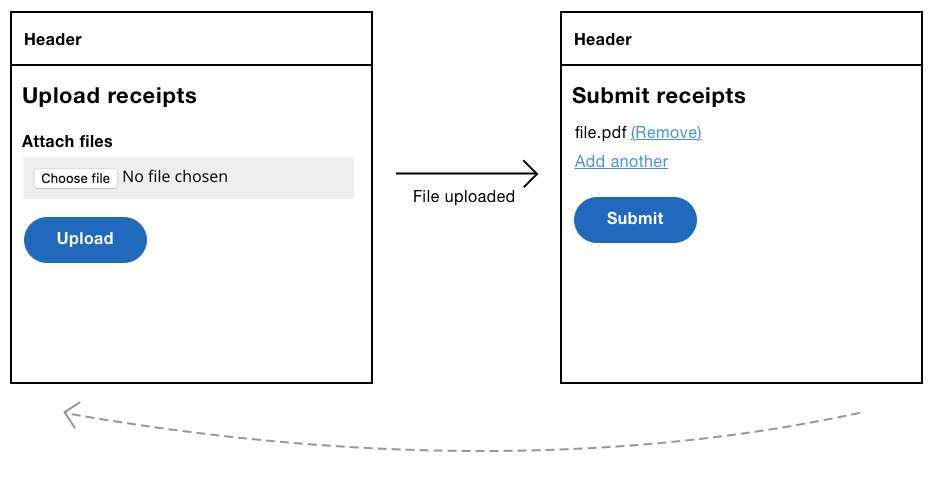 Header
Upload receipts
Attach files
Choose file No file chosen
Upload
File uploaded
Header
Submit receipts
file.pdf (Remove)
Add another
Submit